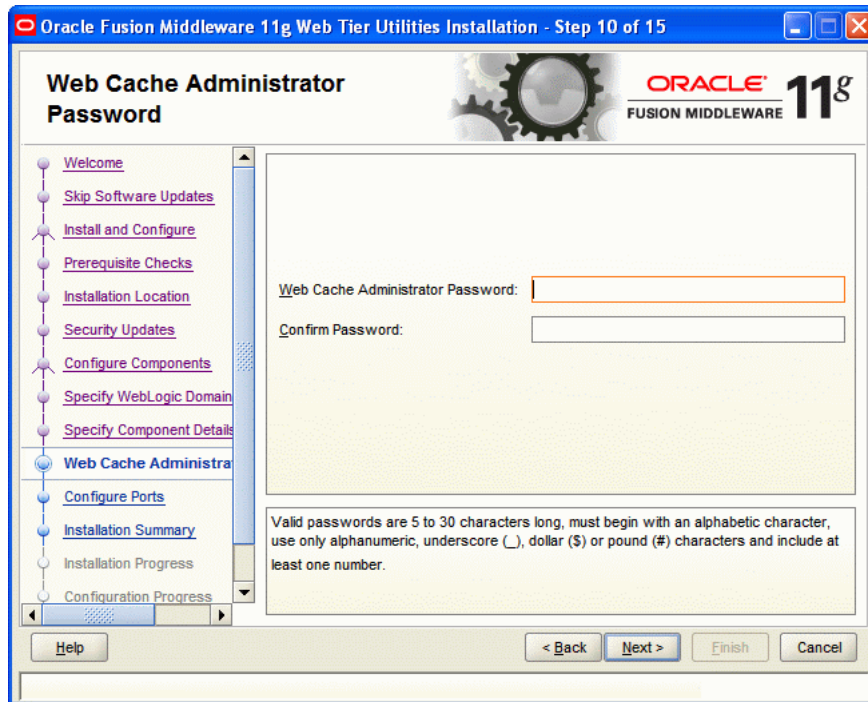 Oracle Fusion Middleware 11g Web Tier Utilities Installation - Step 10 of 15
Web Cache Administrator
Password
ORACLE
FUSION MIDDLEWARE
11g
Welcome
Skip Software Updates
Install and Configure
Prerequisite Checks
Installation Location
Security Updates
Configure Components
Specify WebLogic Domain
Specify Component Details
Web Cache Administra
Configure Ports
Installation Summary
Installation Progress
Configuration Progress
Web Cache Administrator Password:
Confirm Password:
Valid passwords are 5 to 30 characters long, must begin with an alphabetic character,
use only alphanumeric, underscore (_), dollar ($) or pound (#) characters and include at
least one number.
Help
< Back
Next >
Finish
Cancel